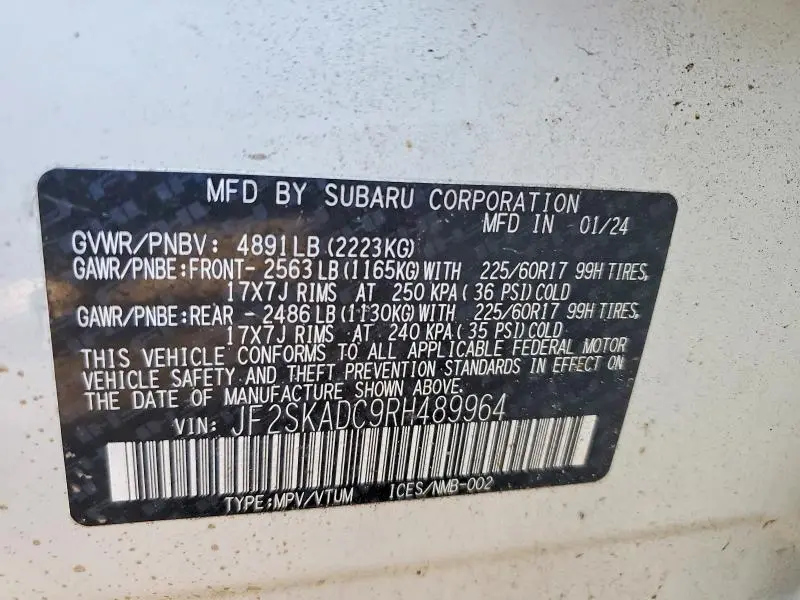 MFD BY SUBARU CORPORATION
MFD IN 01/24
GVWR/PNBV: 4891LB(2223KG)
GAWR/PNBE:FRONT- 2563LB(1165KG)WITH 225/60R17 99H TIRES,
17X7J RIMS AT 250 KPA( 36 PSI)COLD
GAWR/PNBE:REAR - 2486LB(1130KG)WITH 225/60R17 99H TIRES,
17X7J RIMS AT 240 KPA( 35 PSI)COLD
THIS VEHICLE CONFORMS TO ALL APPLICABLE FEDERAL MOTOR
VEHICLE SAFETY AND THEFT PREVENTION STANDARDS IN EFFECT ON
THE DATE OF MANUFACTURE SHOWN ABOVE.
VIN: JF2SKADC9RH489964
TYPE:MPV/VTUM ICES/NMB-002